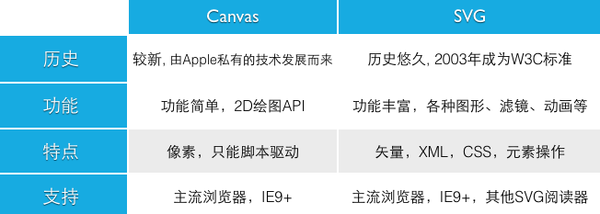 Canvas SVG
历史 较新, 由Apple私有的技术发展而来 历史悠久, 2003年成为W3C标准
功能 功能简单，2D绘图API 功能丰富，各种图形、滤镜、动画等
特点 像素，只能脚本驱动 矢量，XML，CSS，元素操作
支持 主流浏览器，IE9+ 主流浏览器，IE9+，其他SVG阅读器